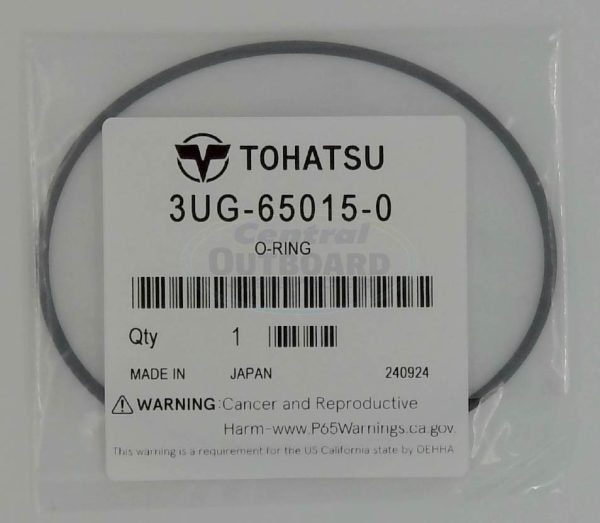 TOHATSU
3UG-65015-0
Central
O-RING
OUTBOARD
Qty 1
MADE IN JAPAN 240924
⚠ WARNING: Cancer and Reproductive
Harm-www.P65Warnings.ca.gov.
This warning is a requirement for the US California state by OEHHA